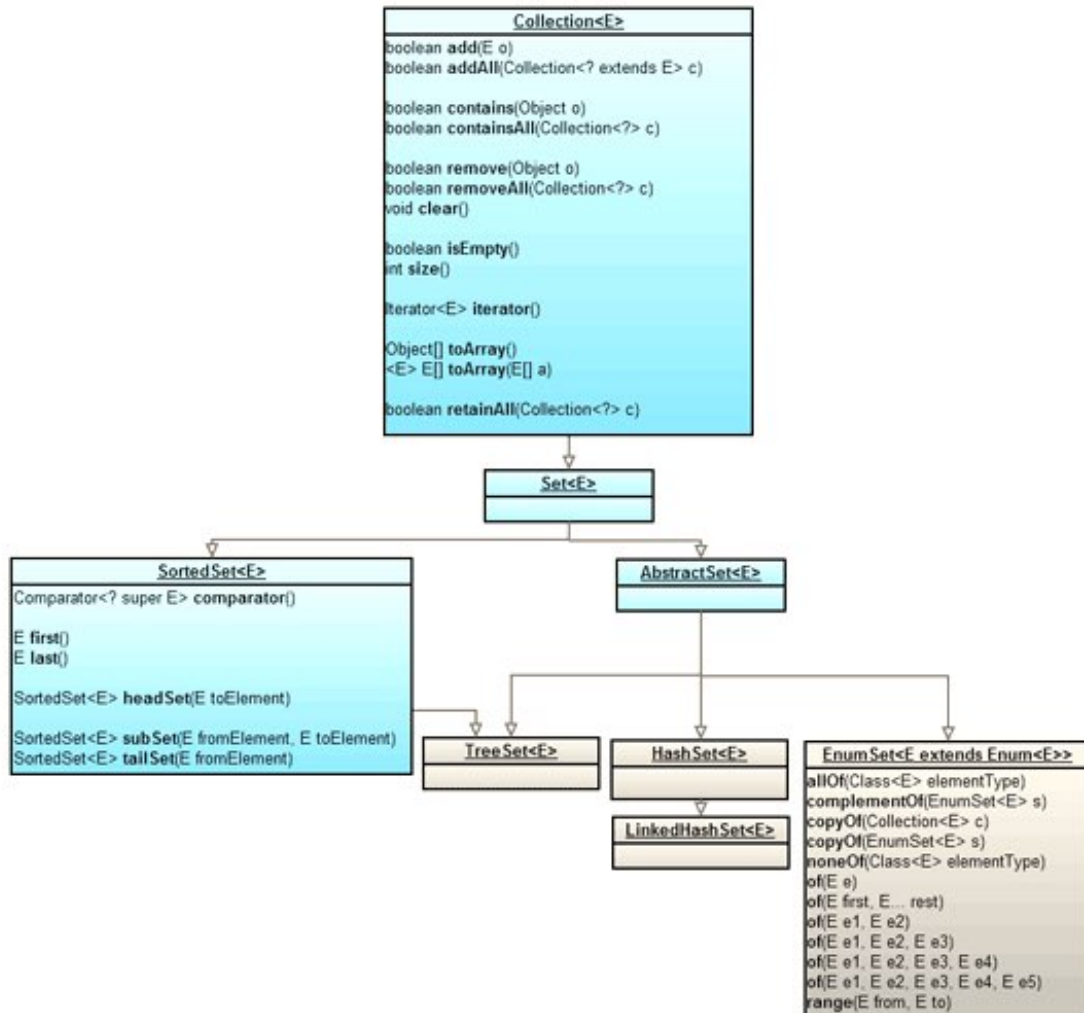 Collection<E>
boolean add(E o)
boolean addAll(Collection<? extends E> c)
boolean contains(Object o)
boolean containsAll(Collection<?> c)
boolean remove(Object o)
boolean removeAll(Collection<?> c)
void clear()
boolean isEmpty()
int size()
Iterator<E> iterator()
Object[] toArray()
<E> E[] toArray(E[] a)
boolean retainAll(Collection<?> c)
Set<E>
SortedSet<E>
Comparator<? super E> comparator()
E first()
E last()
SortedSet<E> headSet(E toElement)
SortedSet<E> subSet(E fromElement, E toElement)
SortedSet<E> tailSet(E fromElement)
AbstractSet<E>
TreeSet<E>
HashSet<E>
LinkedHashSet<E>
EnumSet<E extends Enum<E>>
allOf(Class<E> elementType)
complementOf(EnumSet<E> s)
copyOf(Collection<E> c)
copyOf(EnumSet<E> s)
noneOf(Class<E> elementType)
of(E e)
of(E first, E... rest)
of(E e1, E e2)
of(E e1, E e2, E e3)
of(E e1, E e2, E e3, E e4)
of(E e1, E e2, E e3, E e4, E e5)
range(E from, E to)